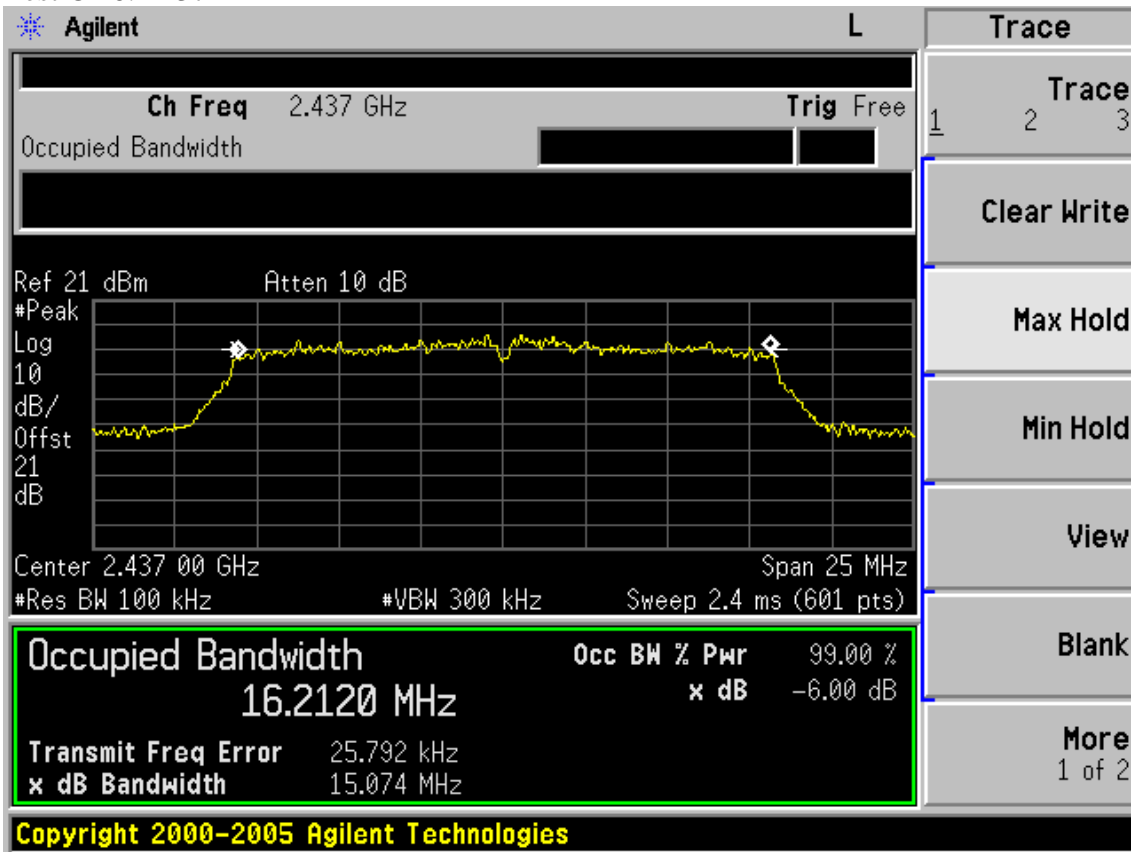 Agilent L Trace
Ch Freq 2.437 GHz Trig Free
Occupied Bandwidth
Trace
1 2 3
Clear Write
Max Hold
Min Hold
View
Blank
More
1 of 2
Ref 21 dBm Atten 10 dB
#Peak
Log
10
dB/
Offst
21
dB
Center 2.437 00 GHz Span 25 MHz
#Res BW 100 kHz #VBW 300 kHz Sweep 2.4 ms (601 pts)
Occupied Bandwidth Occ BW % Pwr 99.00 %
16.2120 MHz x dB -6.00 dB
Transmit Freq Error 25.792 kHz
x dB Bandwidth 15.074 MHz
Copyright 2000-2005 Agilent Technologies